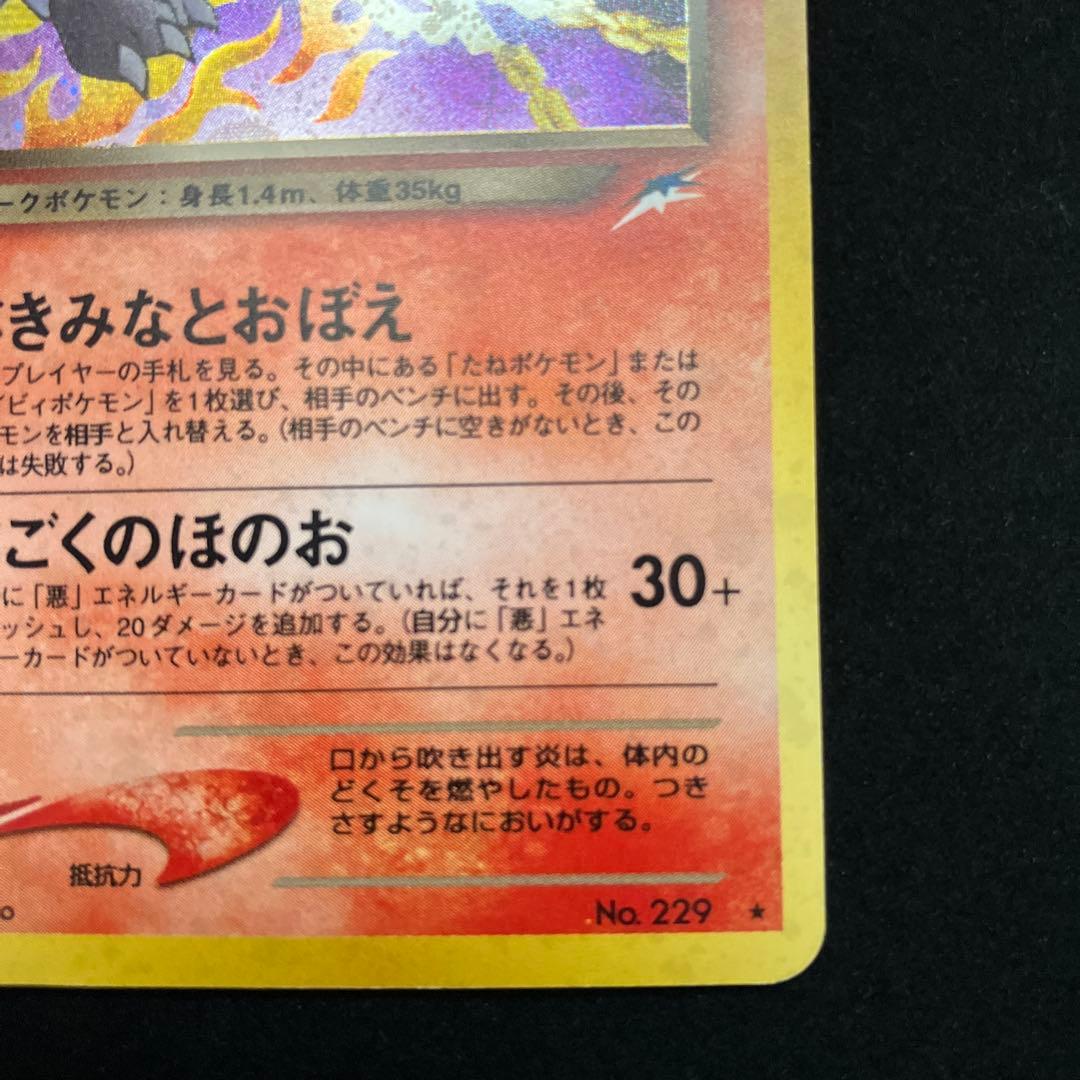 ークポケモン：身長1.4m、体重35kg
きみなとおぼえ
プレイヤーの手札を見る。その中にある「たねポケモン」または
イビィポケモン」を1枚選び、相手のベンチに出す。その後、その
モンを相手と入れ替える。（相手のベンチに空きがないとき、この
は失敗する。）
ごくのほのお
30+
に「悪」エネルギーカードがついていれば、それを1枚
ッシュし、20ダメージを追加する。（自分に「悪」エネ
ーカードがついていないとき、この効果はなくなる。）
口から吹き出す炎は、体内の
どくそを燃やしたもの。つき
さすようなにおいがする。
抵抗力
No. 229 ★